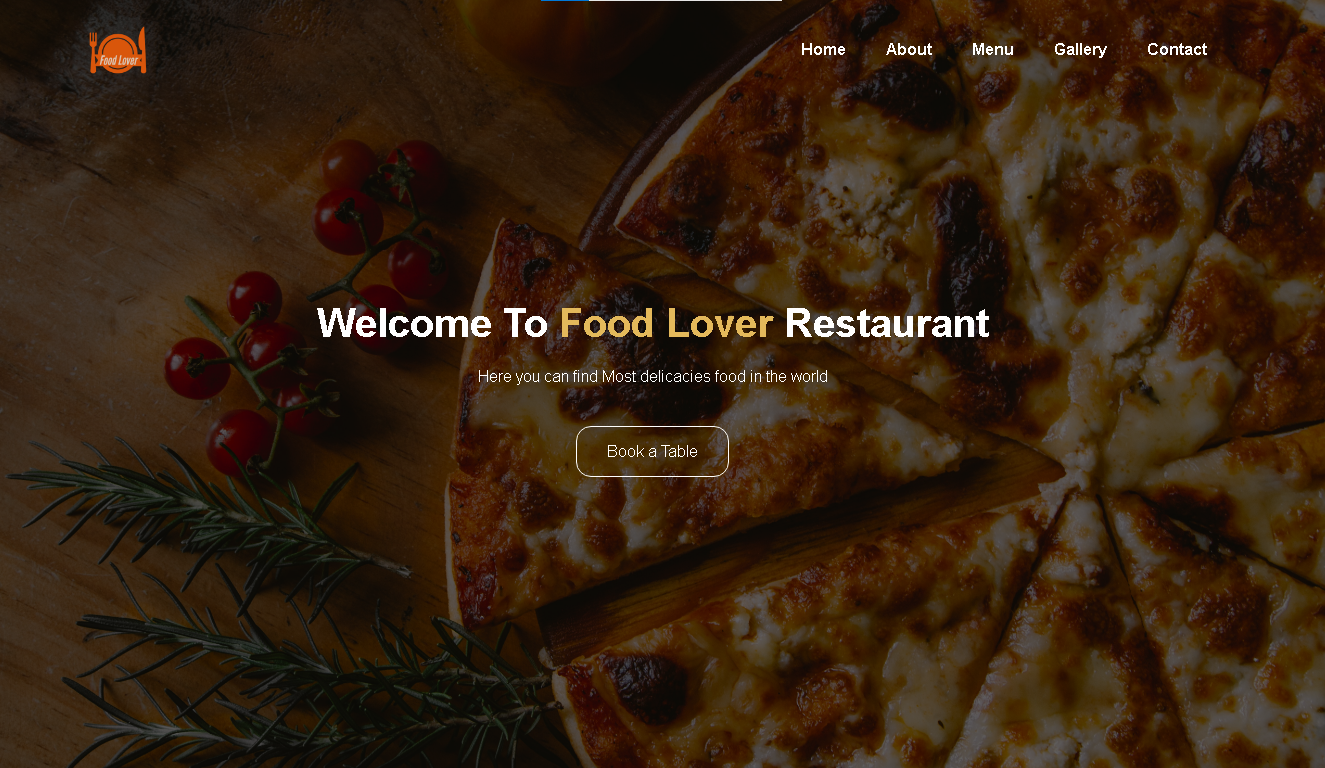 Food Lover
Home About Menu Gallery Contact
Welcome To Food Lover Restaurant
Here you can find Most delicacies food in the world
Book a Table